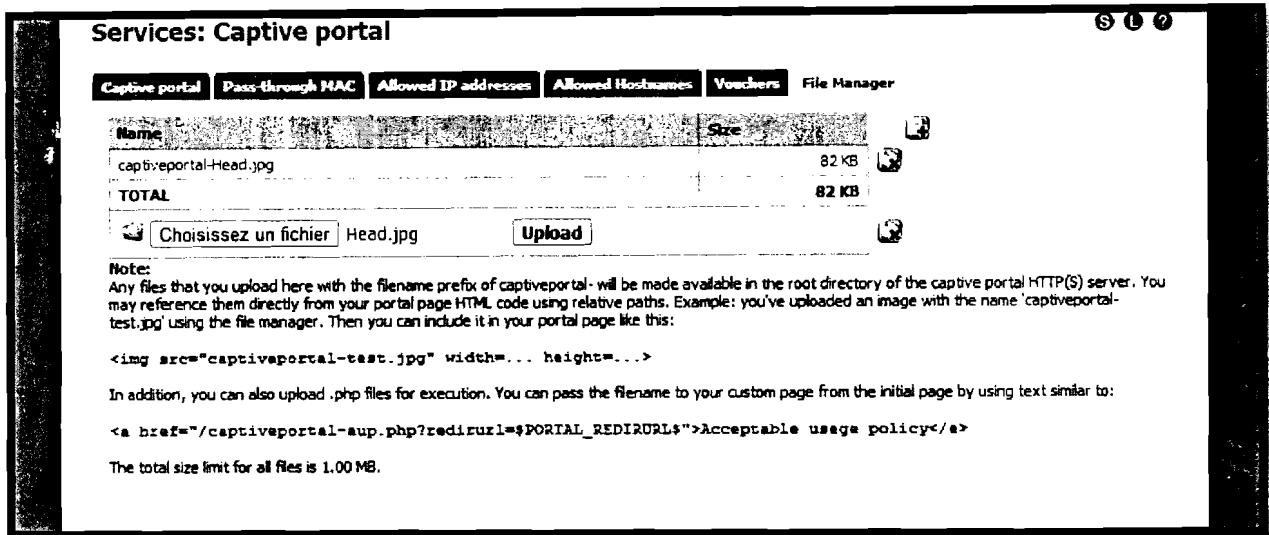 Services: Captive portal
S L ?
Captive portal Pass-through MAC Allowed IP addresses Allowed Hostnames Vouchers File Manager
Name Size
captiveportal-Head.jpg 82 KB
TOTAL 82 KB
Choisissez un fichier Head.jpg Upload
Note:
Any files that you upload here with the filename prefix of captiveportal- will be made available in the root directory of the captive portal HTTP(S) server. You
may reference them directly from your portal page HTML code using relative paths. Example: you've uploaded an image with the name 'captiveportal-
test.jpg' using the file manager. Then you can include it in your portal page like this:
<img src="captiveportal-test.jpg" width=... height=...>
In addition, you can also upload .php files for execution. You can pass the filename to your custom page from the initial page by using text similar to:
<a href="/captiveportal-aup.php?redirurl=$PORTAL_REDIRURL$">Acceptable usage policy</a>
The total size limit for all files is 1.00 MB.